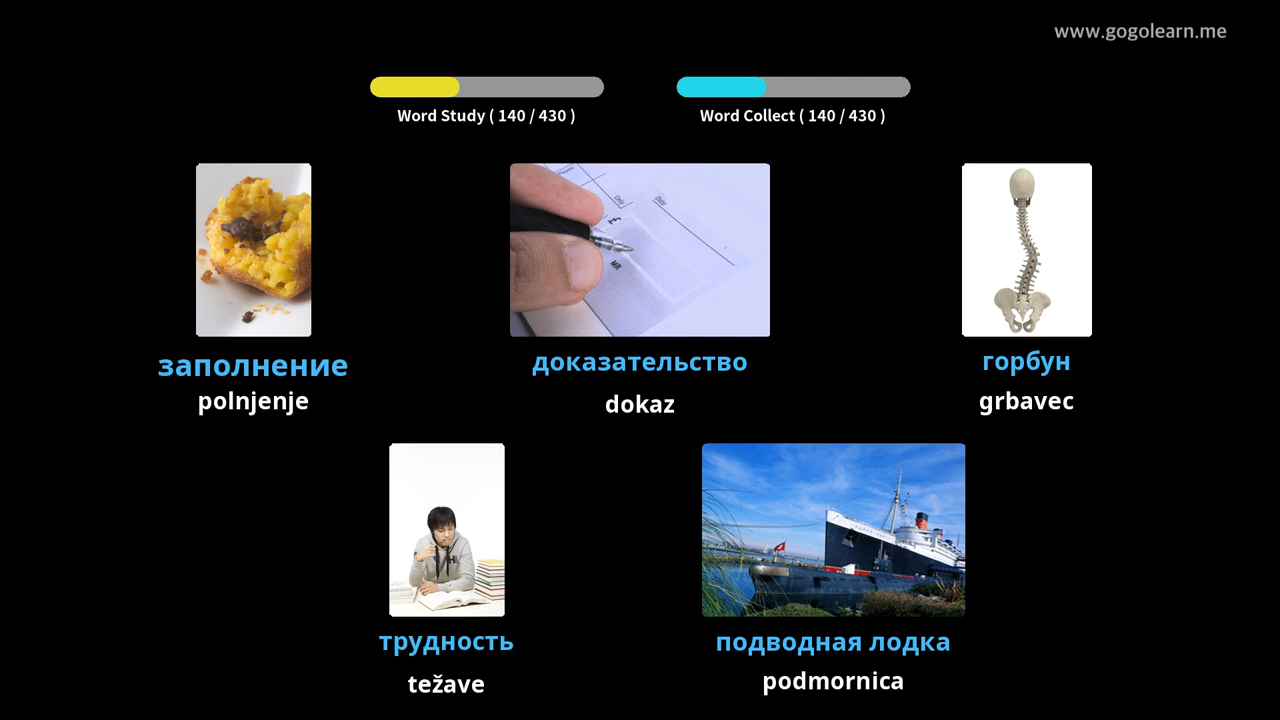 www.gogolearn.me
Word Study ( 140 / 430 )
Word Collect ( 140 / 430 )
заполнение
polnjenje
доказательство
dokaz
горбун
grbavec
трудность
težave
подводная лодка
podmornica